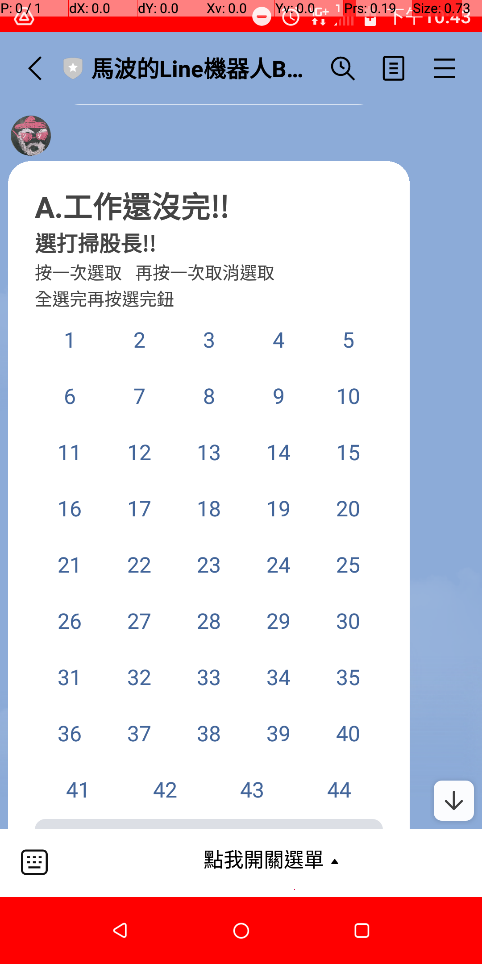 P: 0 / 1 dX: 0.0 dY: 0.0 Xv: 0.0 Yv: 0.0 Prs: 0.19 Size: 0.73
下午10:43
馬波的Line機器人B...
A.工作還沒完!!
選打掃股長!!
按一次選取 再按一次取消選取
全選完再按選完鈕
1 2 3 4 5
6 7 8 9 10
11 12 13 14 15
16 17 18 19 20
21 22 23 24 25
26 27 28 29 30
31 32 33 34 35
36 37 38 39 40
41 42 43 44
點我開關選單